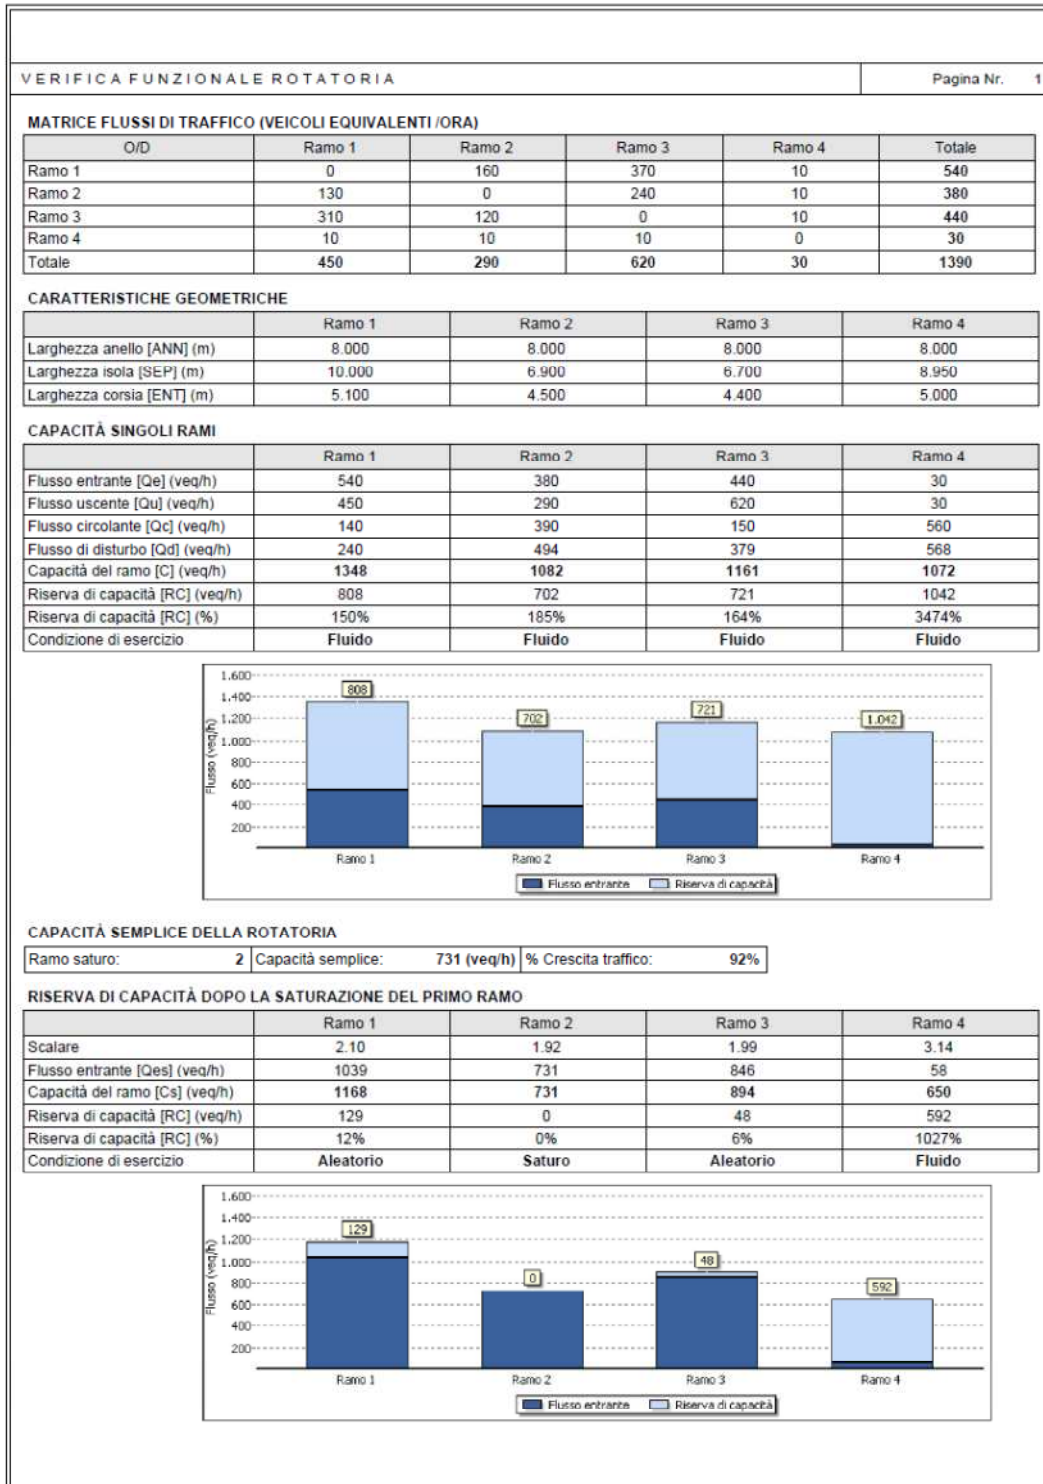 VERIFICA FUNZIONALE ROTATORIA Pagina Nr. 1
MATRICE FLUSSI DI TRAFFICO (VEICOLI EQUIVALENTI /ORA)
O/D Ramo 1 Ramo 2 Ramo 3 Ramo 4 Totale
Ramo 1 0 160 370 10 540
Ramo 2 130 0 240 10 380
Ramo 3 310 120 0 10 440
Ramo 4 10 10 10 0 30
Totale 450 290 620 30 1390
CARATTERISTICHE GEOMETRICHE
Ramo 1 Ramo 2 Ramo 3 Ramo 4
Larghezza anello [ANN] (m) 8.000 8.000 8.000 8.000
Larghezza isola [SEP] (m) 10.000 6.900 6.700 8.950
Larghezza corsia [ENT] (m) 5.100 4.500 4.400 5.000
CAPACITÀ SINGOLI RAMI
Ramo 1 Ramo 2 Ramo 3 Ramo 4
Flusso entrante [Qe] (veq/h) 540 380 440 30
Flusso uscente [Qu] (veq/h) 450 290 620 30
Flusso circolante [Qc] (veq/h) 140 390 150 560
Flusso di disturbo [Qd] (veq/h) 240 494 379 568
Capacità del ramo [C] (veq/h) 1348 1082 1161 1072
Riserva di capacità [RC] (veq/h) 808 702 721 1042
Riserva di capacità [RC] (%) 150% 185% 164% 3474%
Condizione di esercizio Fluido Fluido Fluido Fluido
Flusso (veq/h)
1.600
1.400
1.200
1.000
800
600
400
200
808 702 721 1.042
Ramo 1 Ramo 2 Ramo 3 Ramo 4
Flusso entrante Riserva di capacità
CAPACITÀ SEMPLICE DELLA ROTATORIA
Ramo saturo: 2 Capacità semplice: 731 (veq/h) % Crescita traffico: 92%
RISERVA DI CAPACITÀ DOPO LA SATURAZIONE DEL PRIMO RAMO
Ramo 1 Ramo 2 Ramo 3 Ramo 4
Scalare 2.10 1.92 1.99 3.14
Flusso entrante [Qes] (veq/h) 1039 731 846 58
Capacità del ramo [Cs] (veq/h) 1168 731 894 650
Riserva di capacità [RC] (veq/h) 129 0 48 592
Riserva di capacità [RC] (%) 12% 0% 6% 1027%
Condizione di esercizio Aleatorio Saturo Aleatorio Fluido
Flusso (veq/h)
1.600
1.400
1.200
1.000
800
600
400
200
129 0 48 592
Ramo 1 Ramo 2 Ramo 3 Ramo 4
Flusso entrante Riserva di capacità